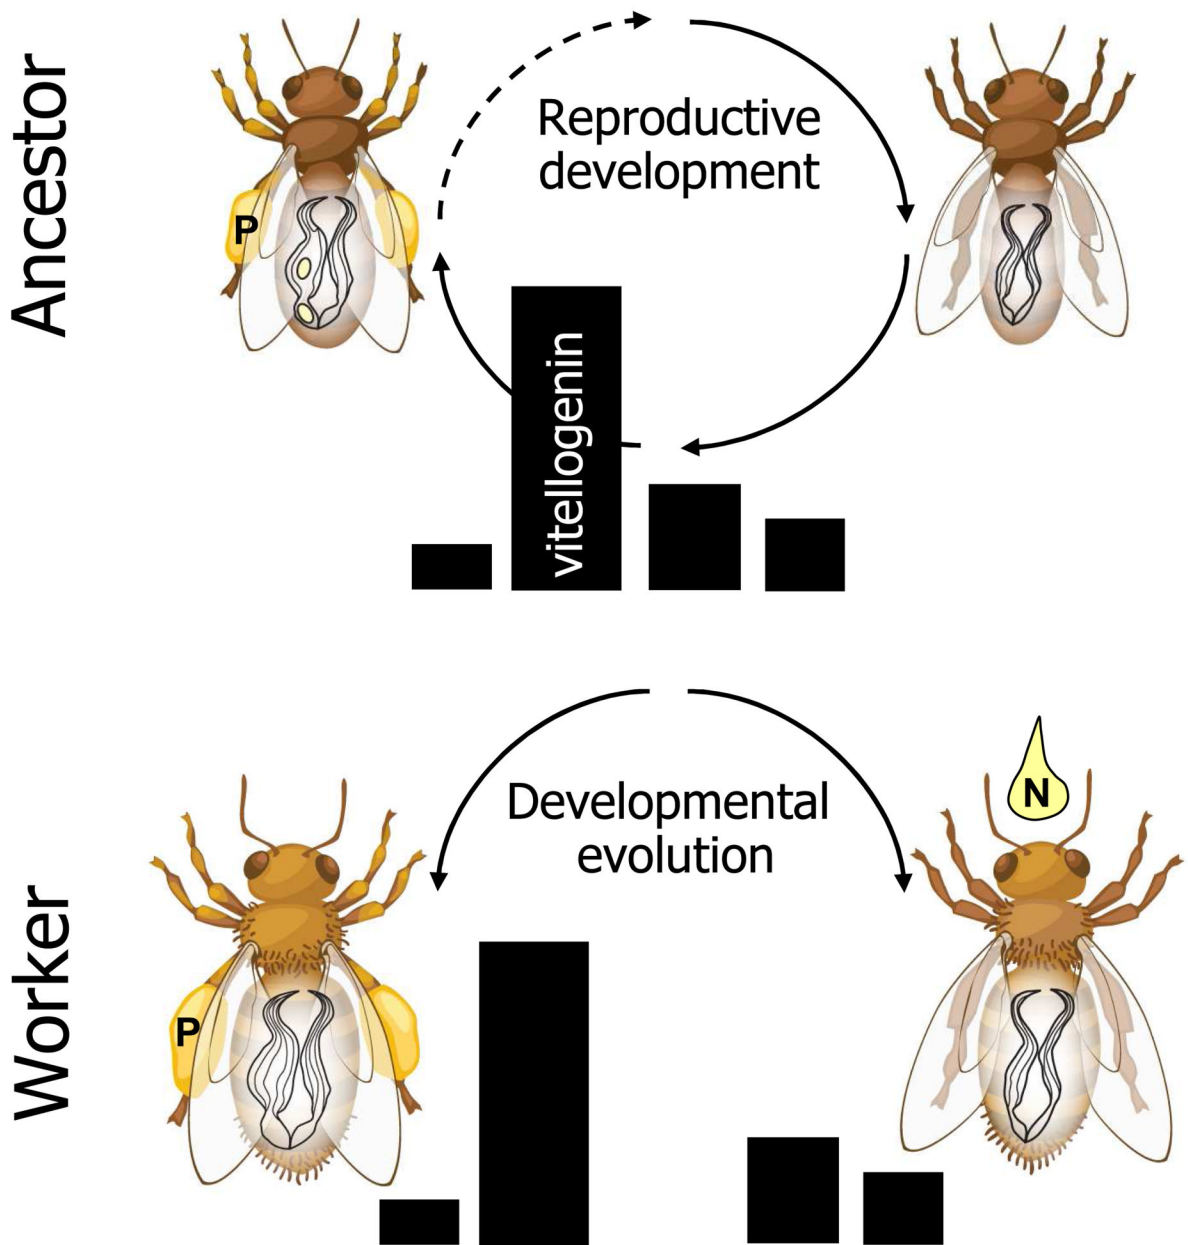 Ancestor
Reproductive
development
P
vitellogenin
Worker
Developmental
evolution
N
P